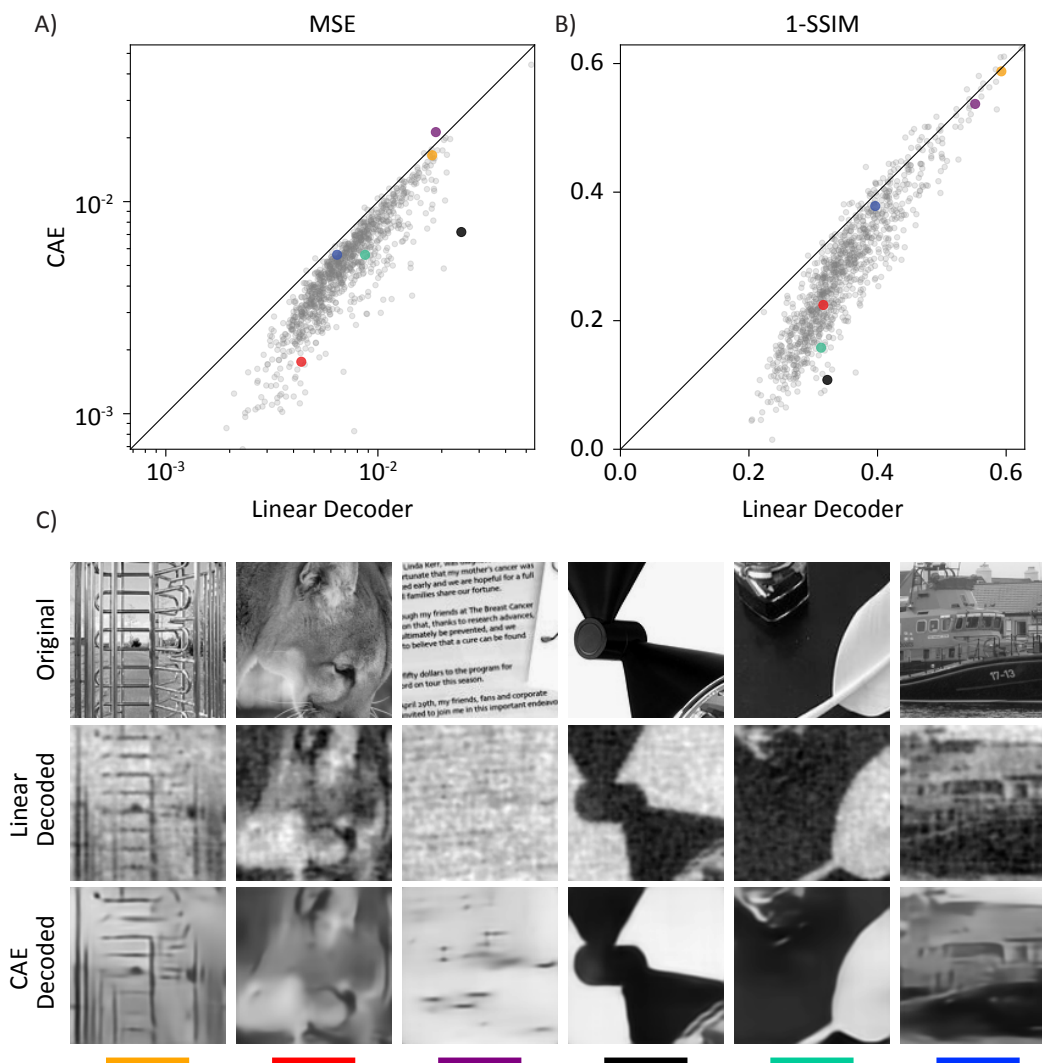 A)
MSE
CAE
10-2
10-3
10-3
10-2
Linear Decoder
B)
1-SSIM
0.6
0.4
0.2
0.0
0.0
0.2
0.4
0.6
Linear Decoder
C)
Original
Linda Kerr, was
rtunate that my mother's cancer was
ed early and we are hopeful for a full
families share our fortune.
ough my friends at The Breast Cancer
on that, thanks to research advances,
ultimately be prevented, and we
to believe that a cure can be found
fifty dollars to the program for
ord on tour this season.
April 29th, my friends, fans and corporate
nvited to join me in this important endeavo
17-13
Linear
Decoded
CAE
Decoded